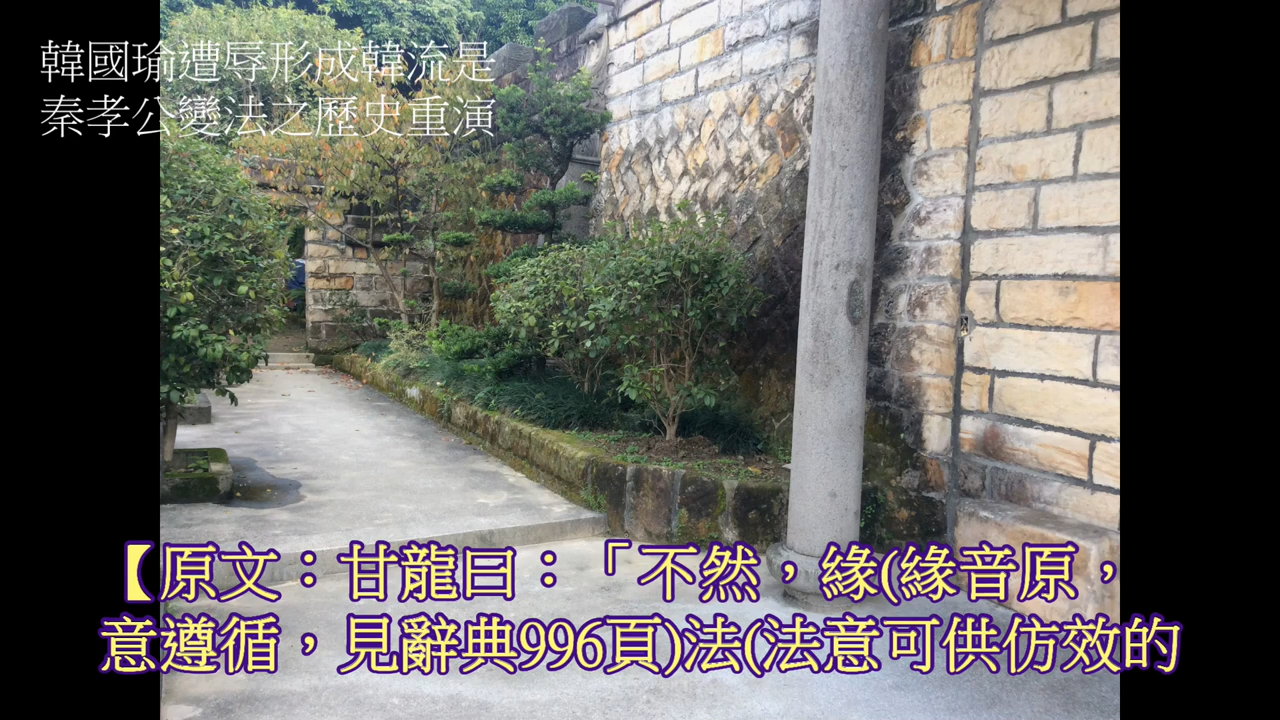 韓國瑜遭辱形成韓流是
秦孝公變法之歷史重演
【原文：甘龍曰：「不然，緣(緣音原，
意遵循，見辭典996頁)法(法意可供仿效的